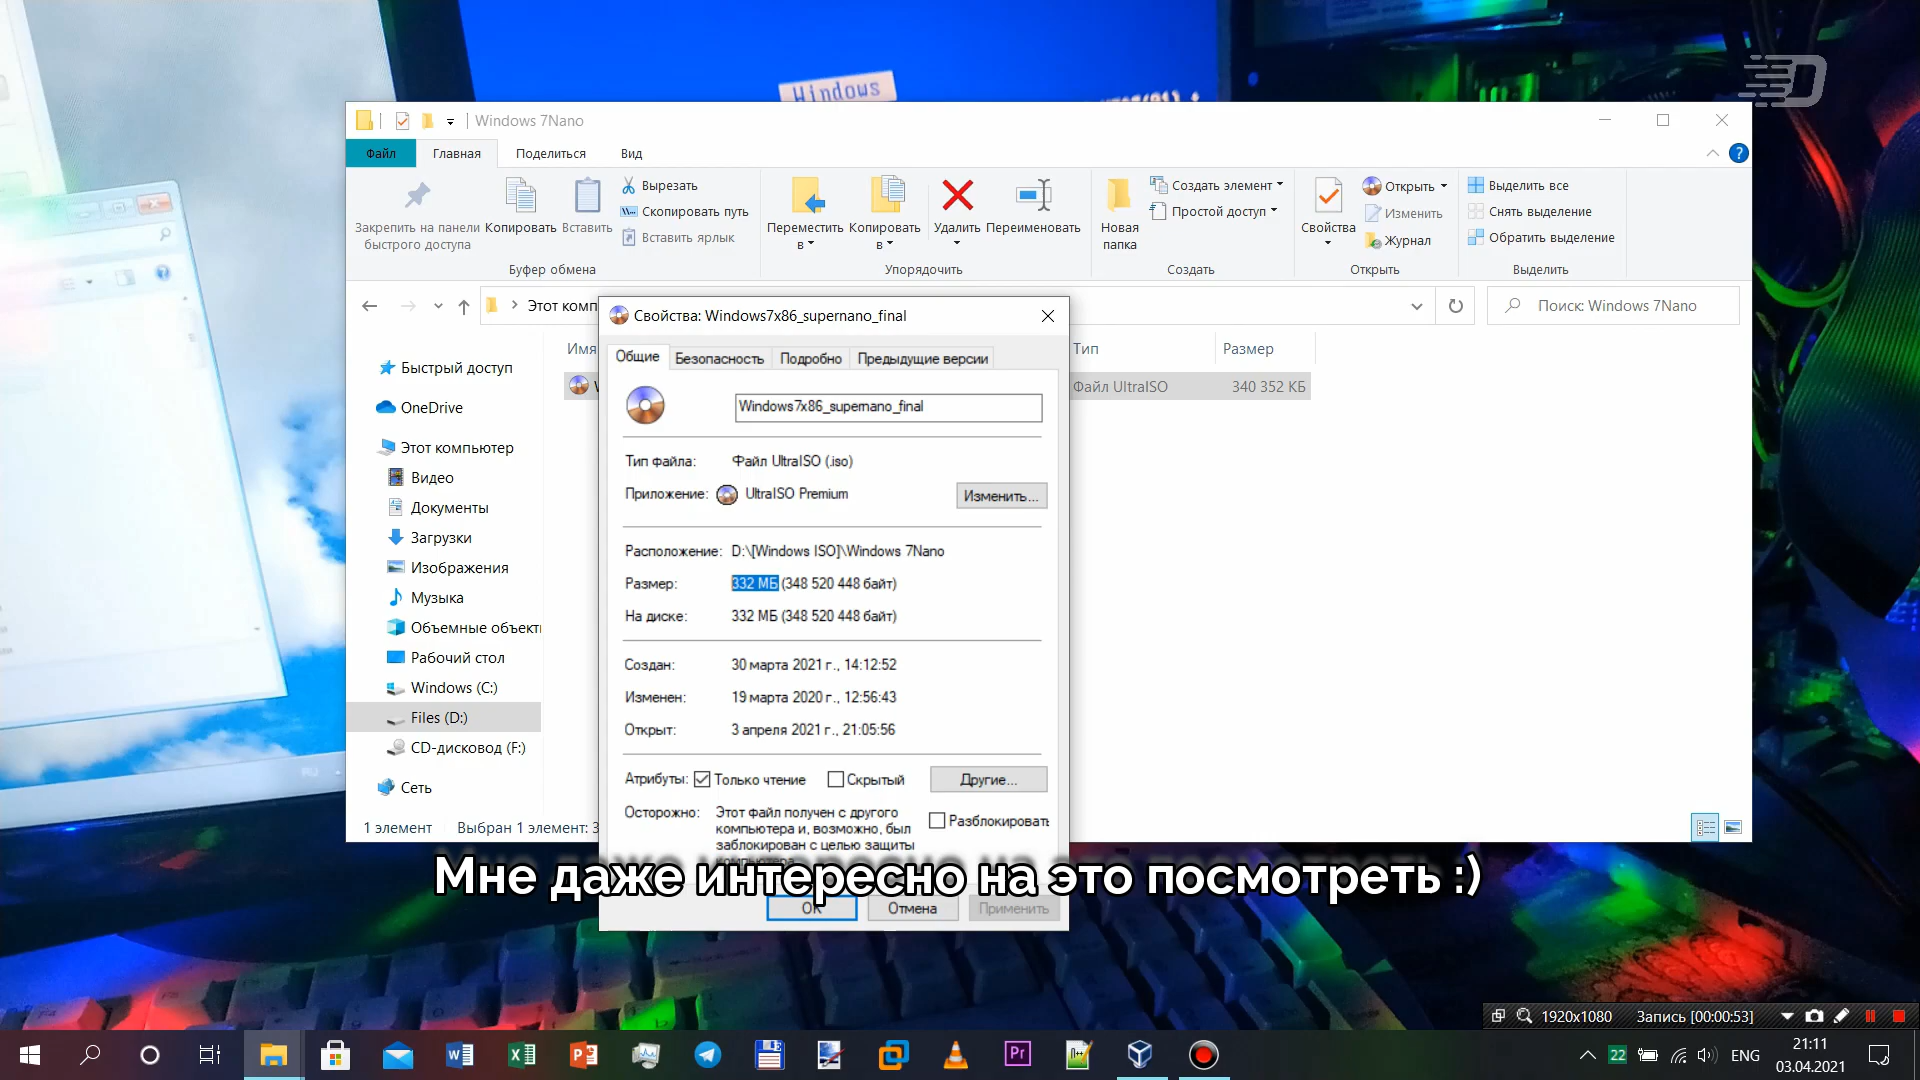 Windows
Windows 7Nano
Файл
Главная
Поделиться
Вид
Закрепить на панели быстрого доступа
Копировать
Вставить
Вырезать
Скопировать путь
Вставить ярлык
Буфер обмена
Переместить в
Копировать в
Удалить
Переименовать
Упорядочить
Новая папка
Создать элемент
Простой доступ
Создать
Свойства
Открыть
Изменить
Журнал
Открыть
Выделить все
Снять выделение
Обратить выделение
Выделить
Этот комп
Поиск: Windows 7Nano
Имя
Тип
Размер
Файл UltraISO
340 352 КБ
Быстрый доступ
OneDrive
Этот компьютер
Видео
Документы
Загрузки
Изображения
Музыка
Объемные объект
Рабочий стол
Windows (C:)
Files (D:)
CD-дисковод (F:)
Сеть
1 элемент
Выбран 1 элемент: 3
Свойства: Windows7x86_supernano_final
Общие
Безопасность
Подробно
Предыдущие версии
Windows7x86_supernano_final
Тип файла: Файл UltraISO (.iso)
Приложение: UltraISO Premium
Изменить...
Расположение: D:\[Windows ISO]\Windows 7Nano
Размер: 332 МБ (348 520 448 байт)
На диске: 332 МБ (348 520 448 байт)
Создан: 30 марта 2021 г., 14:12:52
Изменен: 19 марта 2020 г., 12:56:43
Открыт: 3 апреля 2021 г., 21:05:56
Атрибуты: Только чтение Скрытый Другие...
Осторожно: Этот файл получен с другого
компьютера и, возможно, был
заблокирован с целью защиты
компьютера.
Разблокировать
Мне даже интересно на это посмотреть :)
OK
Отмена
Применить
1920x1080 Запись [00:00:53]
22
ENG
21:11
03.04.2021